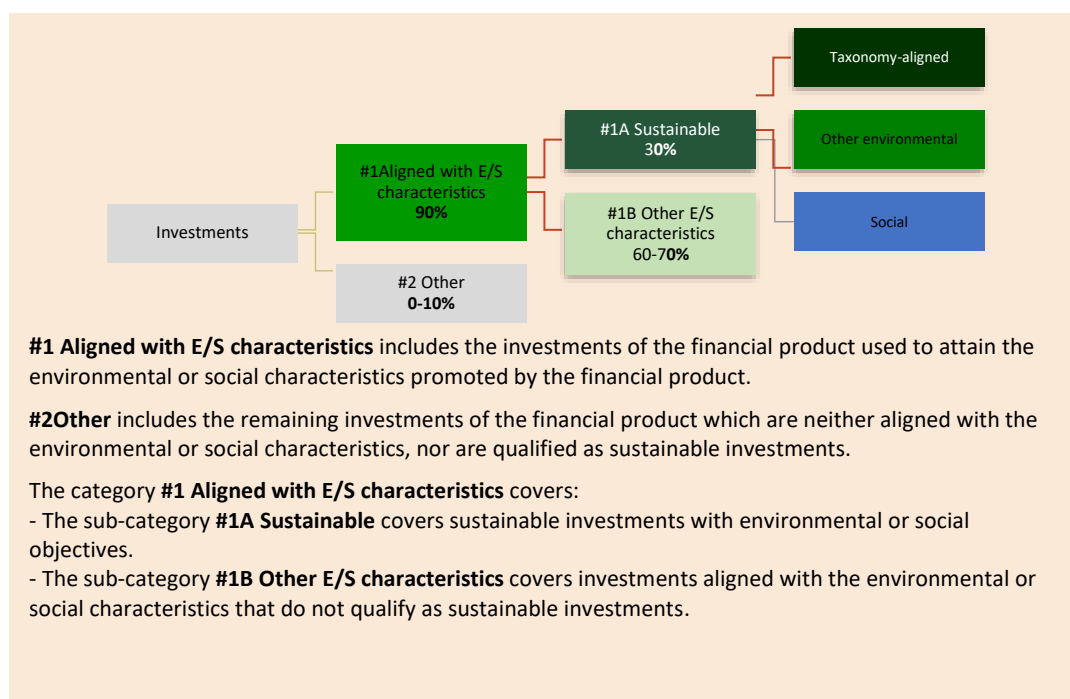 Taxonomy-aligned
#1A Sustainable
30%
Other environmental
#1Aligned with E/S
characteristics
90%
#1B Other E/S
characteristics
60-70%
Social
Investments
#2 Other
0-10%
#1 Aligned with E/S characteristics includes the investments of the financial product used to attain the
environmental or social characteristics promoted by the financial product.
#2Other includes the remaining investments of the financial product which are neither aligned with the
environmental or social characteristics, nor are qualified as sustainable investments.
The category #1 Aligned with E/S characteristics covers:
- The sub-category #1A Sustainable covers sustainable investments with environmental or social
objectives.
- The sub-category #1B Other E/S characteristics covers investments aligned with the environmental or
social characteristics that do not qualify as sustainable investments.